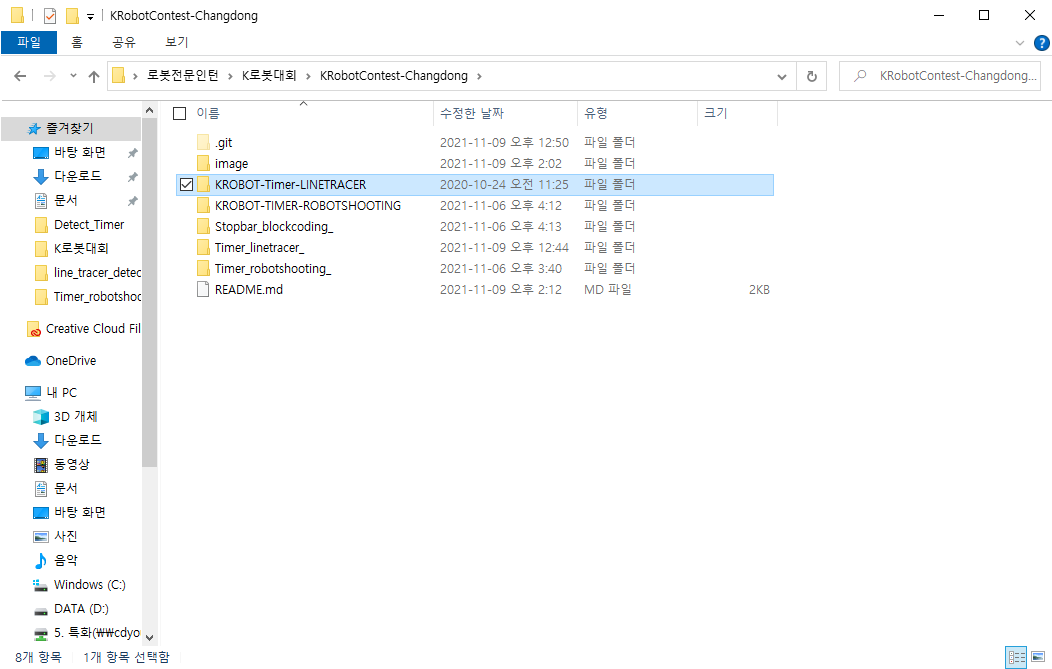 KRobotContest-Changdong
파일 홈 공유 보기
로봇전문인턴 › K로봇대회 › KRobotContest-Changdong ›
KRobotContest-Changdong...
이름 수정한 날짜 유형 크기
.git 2021-11-09 오후 12:50 파일 폴더
image 2021-11-09 오후 2:02 파일 폴더
KROBOT-Timer-LINETRACER 2020-10-24 오전 11:25 파일 폴더
KROBOT-TIMER-ROBOTSHOOTING 2021-11-06 오후 4:12 파일 폴더
Stopbar_blockcoding_ 2021-11-06 오후 4:13 파일 폴더
Timer_linetracer_ 2021-11-09 오후 12:44 파일 폴더
Timer_robotshooting_ 2021-11-06 오후 3:40 파일 폴더
README.md 2021-11-09 오후 2:12 MD 파일 2KB
즐겨찾기
바탕 화면
다운로드
문서
Detect_Timer
K로봇대회
line_tracer_detec
Timer_robotshoo
Creative Cloud Fil
OneDrive
내 PC
3D 개체
다운로드
동영상
문서
바탕 화면
사진
음악
Windows (C:)
DATA (D:)
5. 특화(₩₩cdyo
8개 항목 1개 항목 선택함